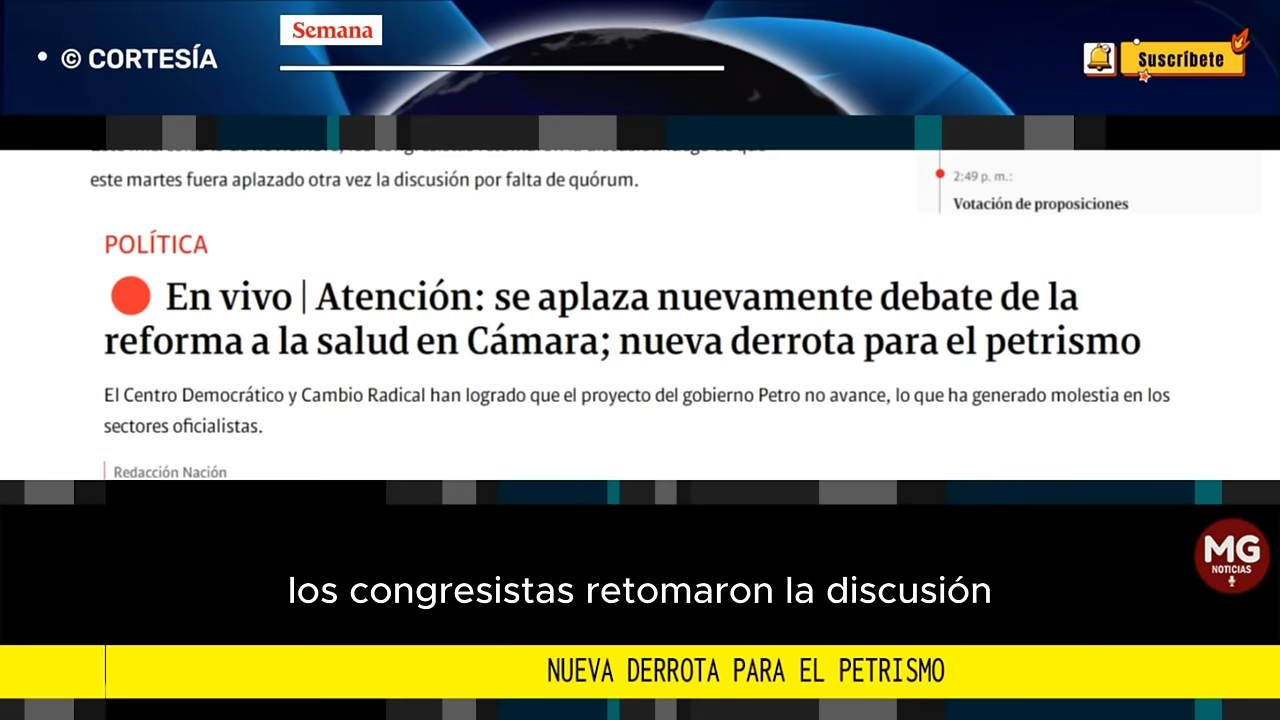 • © CORTESÍA
Semana
Suscríbete
este martes fuera aplazado otra vez la discusión por falta de quórum.
2:49 p. m.:
Votación de proposiciones
POLÍTICA
En vivo | Atención: se aplaza nuevamente debate de la
reforma a la salud en Cámara; nueva derrota para el petrismo
El Centro Democrático y Cambio Radical han logrado que el proyecto del gobierno Petro no avance, lo que ha generado molestia en los
sectores oficialistas.
Redacción Nación
MG
NOTICIAS
los congresistas retomaron la discusión
NUEVA DERROTA PARA EL PETRISMO